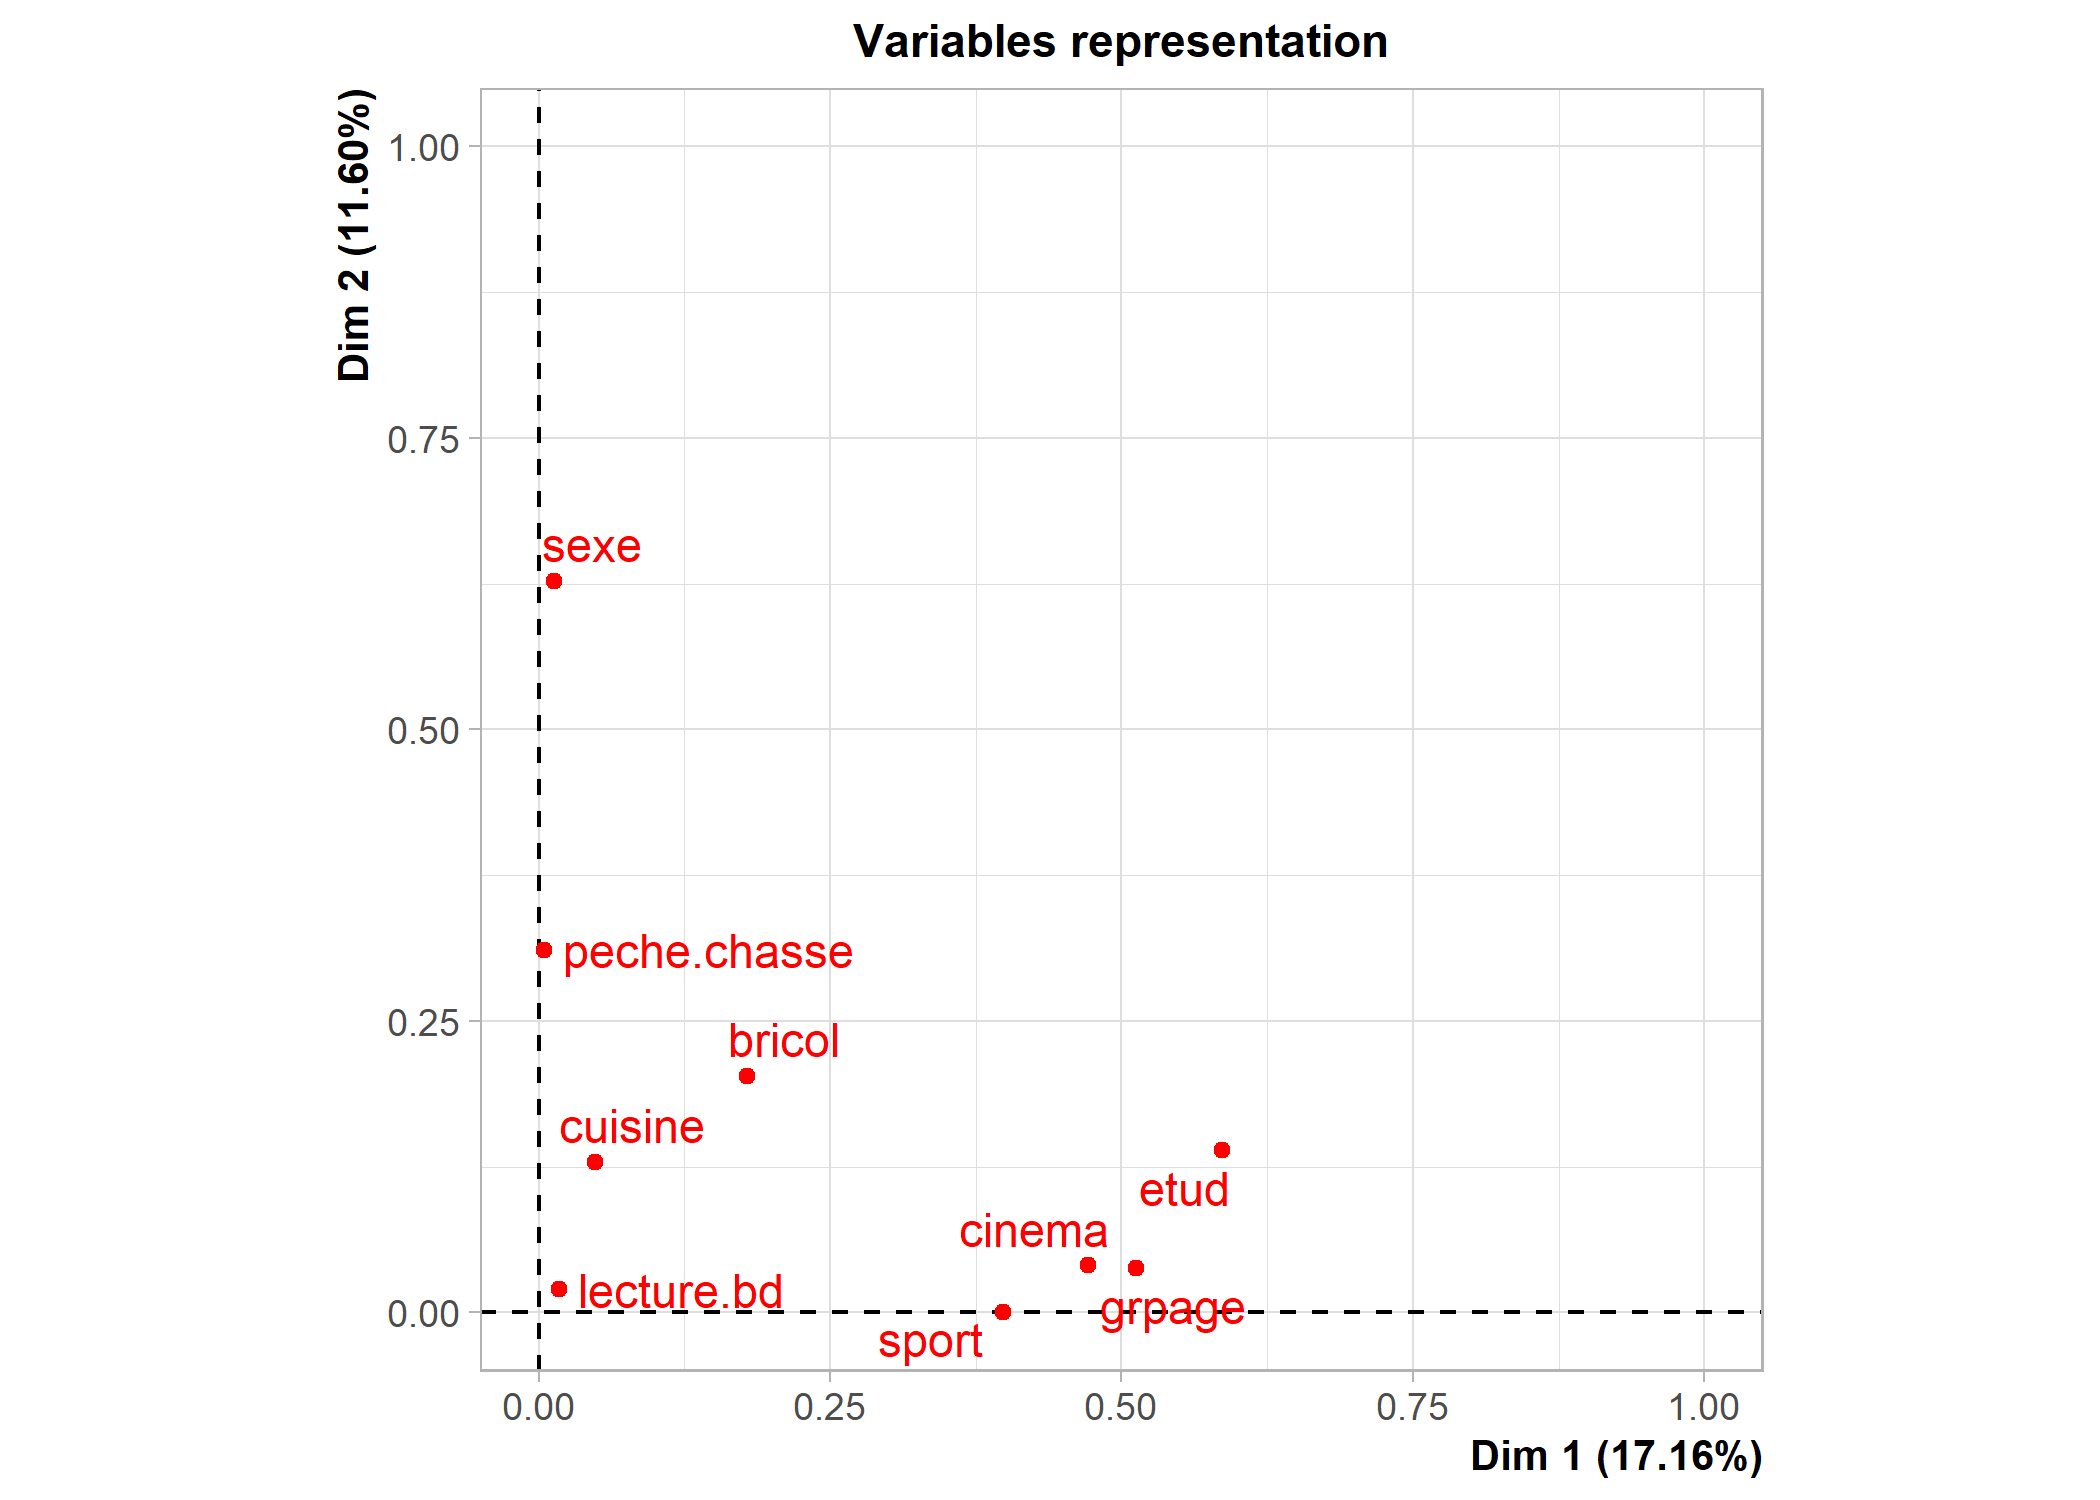 Variables representation
Dim 2 (11.60%)
1.00
0.75
0.50
0.25
0.00
sexe
peche.chasse
bricol
cuisine
etud
cinema
lecture.bd
grpage
sport
0.00 0.25 0.50 0.75 1.00
Dim 1 (17.16%)